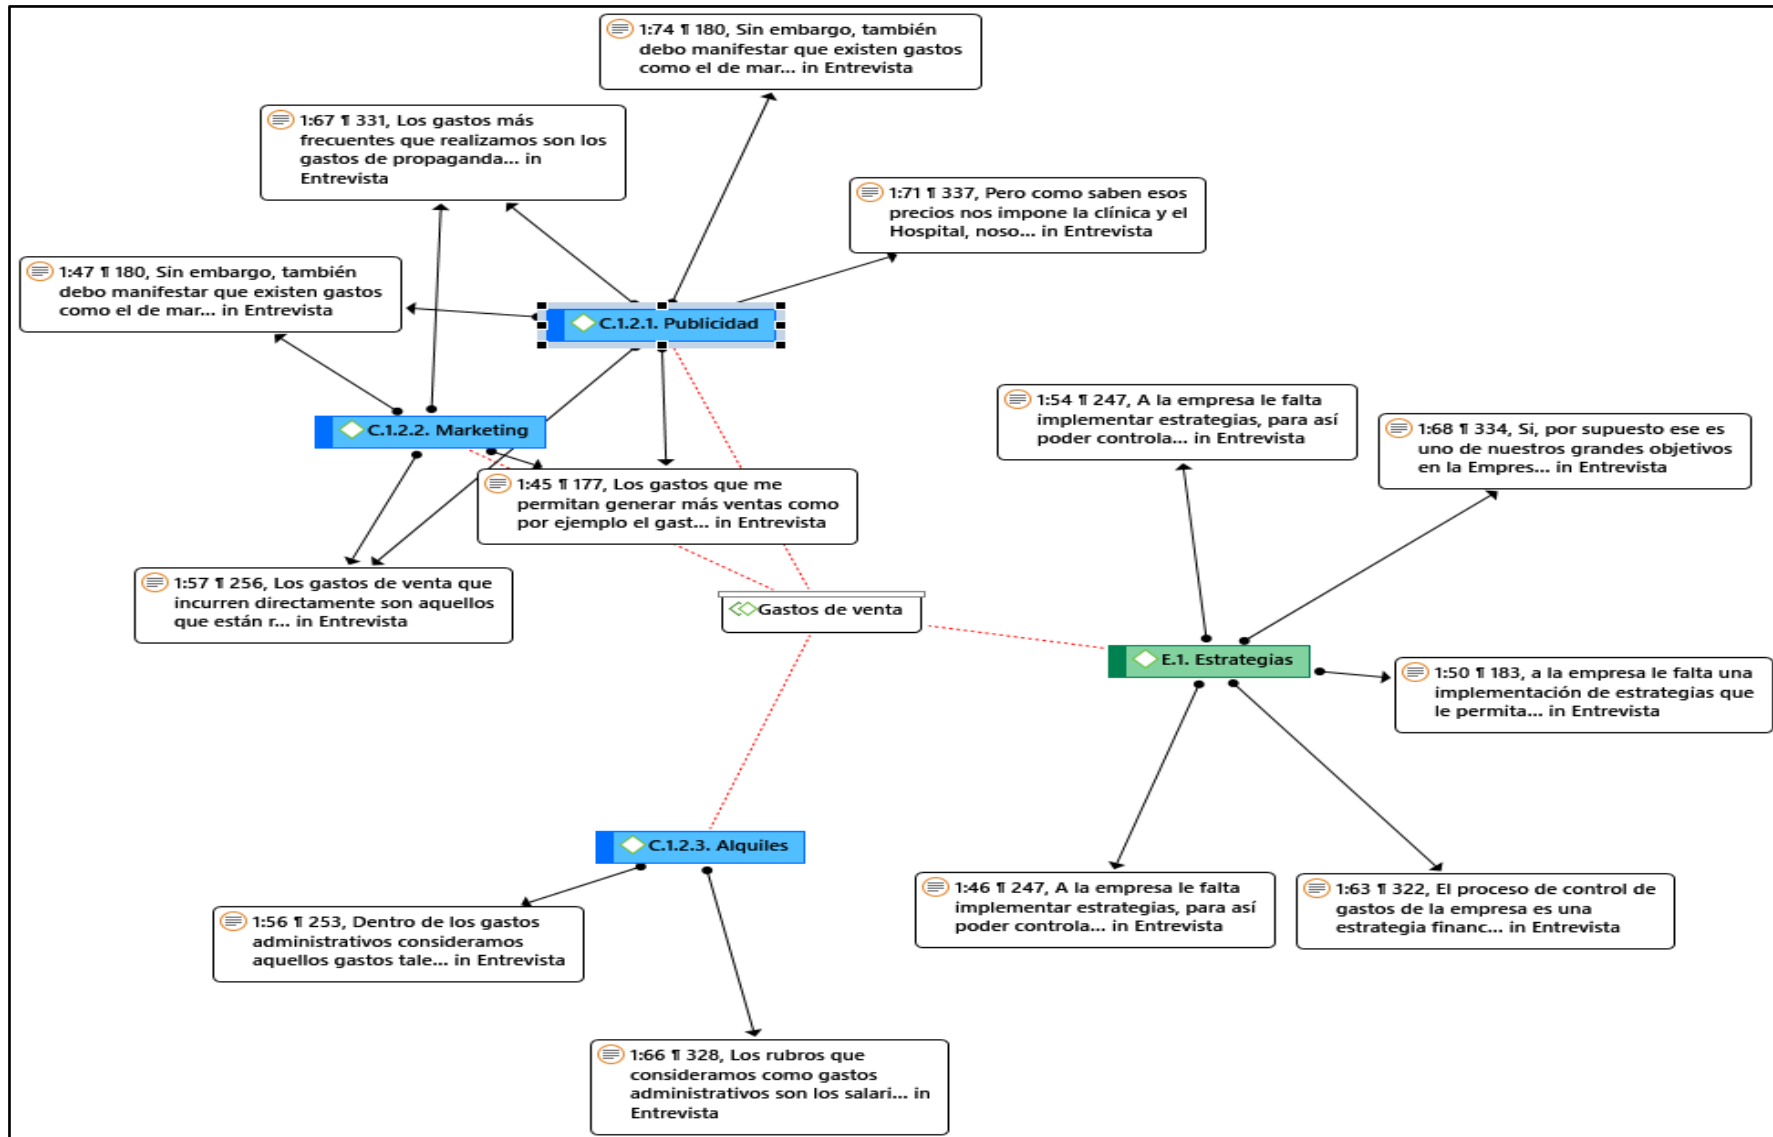 1:74 ¶ 180, Sin embargo, también
debo manifestar que existen gastos
como el de mar... in Entrevista
1:67 ¶ 331, Los gastos más
frecuentes que realizamos son los
gastos de propaganda... in
Entrevista
1:71 ¶ 337, Pero como saben esos
precios nos impone la clínica y el
Hospital, noso... in Entrevista
1:47 ¶ 180, Sin embargo, también
debo manifestar que existen gastos
como el de mar... in Entrevista
C.1.2.1. Publicidad
C.1.2.2. Marketing
1:54 ¶ 247, A la empresa le falta
implementar estrategias, para así
poder controla... in Entrevista
1:68 ¶ 334, Si, por supuesto ese es
uno de nuestros grandes objetivos
en la Empres... in Entrevista
1:45 ¶ 177, Los gastos que me
permitan generar más ventas como
por ejemplo el gast... in Entrevista
1:57 ¶ 256, Los gastos de venta que
incurren directamente son aquellos
que están r... in Entrevista
Gastos de venta
E.1. Estrategias
1:50 ¶ 183, a la empresa le falta una
implementación de estrategias que
le permita... in Entrevista
C.1.2.3. Alquiles
1:46 ¶ 247, A la empresa le falta
implementar estrategias, para así
poder controla... in Entrevista
1:63 ¶ 322, El proceso de control de
gastos de la empresa es una
estrategia financ... in Entrevista
1:56 ¶ 253, Dentro de los gastos
administrativos consideramos
aquellos gastos tale... in Entrevista
1:66 ¶ 328, Los rubros que
consideramos como gastos
administrativos son los salari... in
Entrevista